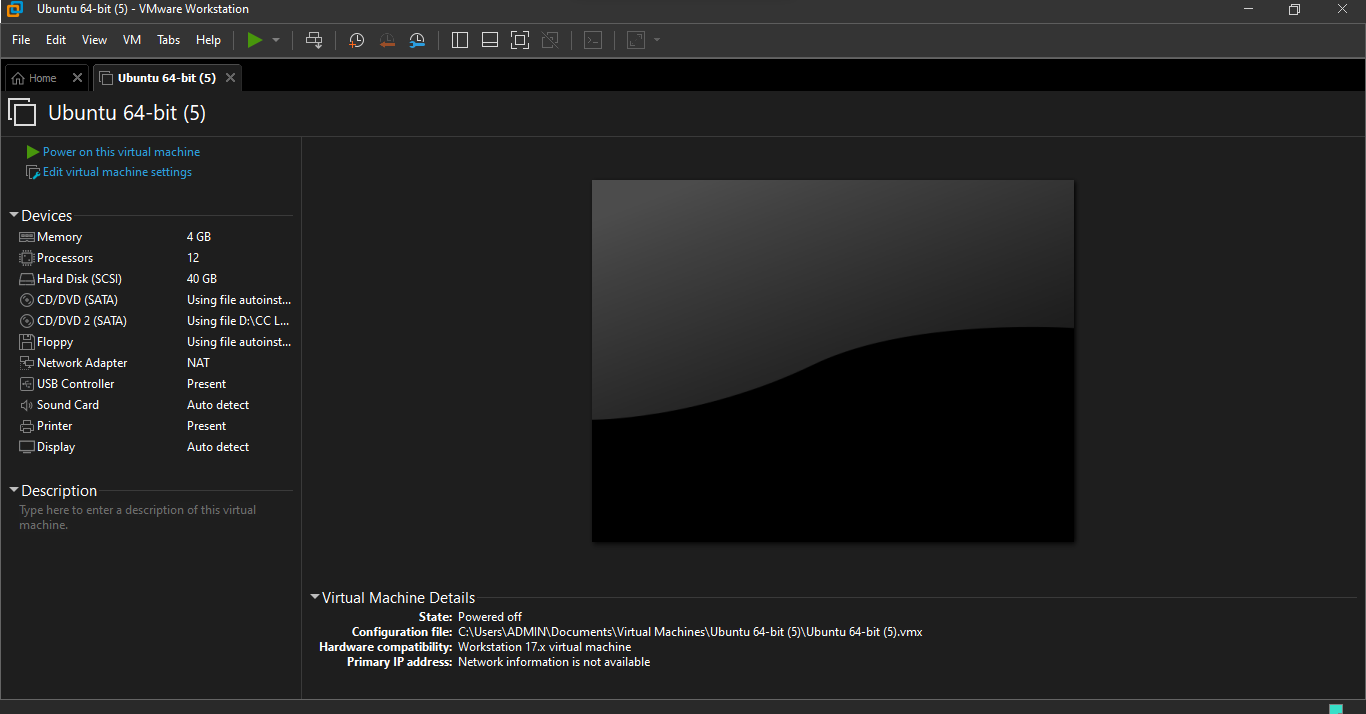 Ubuntu 64-bit (5) - VMware Workstation
File Edit View VM Tabs Help
Home
Ubuntu 64-bit (5)
Ubuntu 64-bit (5)
Power on this virtual machine
Edit virtual machine settings
Devices
Memory 4 GB
Processors 12
Hard Disk (SCSI) 40 GB
CD/DVD (SATA) Using file autoinst...
CD/DVD 2 (SATA) Using file D:\CC L...
Floppy Using file autoinst...
Network Adapter NAT
USB Controller Present
Sound Card Auto detect
Printer Present
Display Auto detect
Description
Type here to enter a description of this virtual
machine.
Virtual Machine Details
State: Powered off
Configuration file: C:\Users\ADMIN\Documents\Virtual Machines\Ubuntu 64-bit (5)\Ubuntu 64-bit (5).vmx
Hardware compatibility: Workstation 17.x virtual machine
Primary IP address: Network information is not available